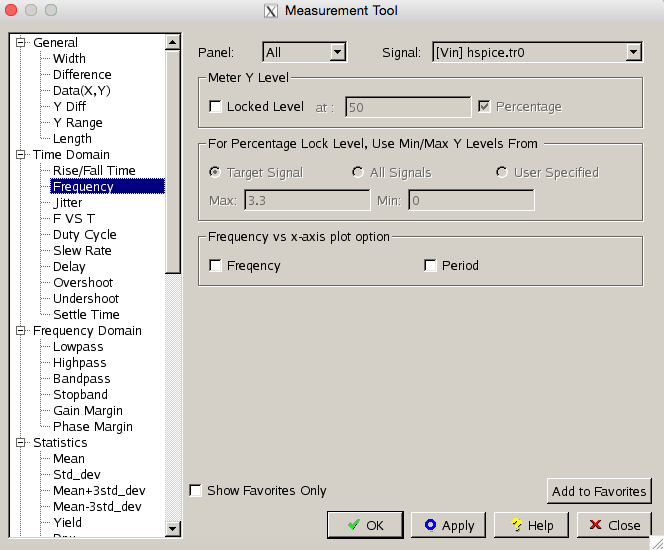 Measurement Tool
General
Width
Difference
Data(X,Y)
Y Diff
Y Range
Length
Time Domain
Rise/Fall Time
Frequency
Jitter
F VS T
Duty Cycle
Slew Rate
Delay
Overshoot
Undershoot
Settle Time
Frequency Domain
Lowpass
Highpass
Bandpass
Stopband
Gain Margin
Phase Margin
Statistics
Mean
Std_dev
Mean+3std_dev
Mean-3std_dev
Yield
Panel: All Signal: [Vin] hspice.tr0
Meter Y Level
Locked Level at : 50 Percentage
For Percentage Lock Level, Use Min/Max Y Levels From
Target Signal All Signals User Specified
Max: 3.3 Min: 0
Frequency vs x-axis plot option
Freqency Period
Show Favorites Only
Add to Favorites
OK Apply Help Close